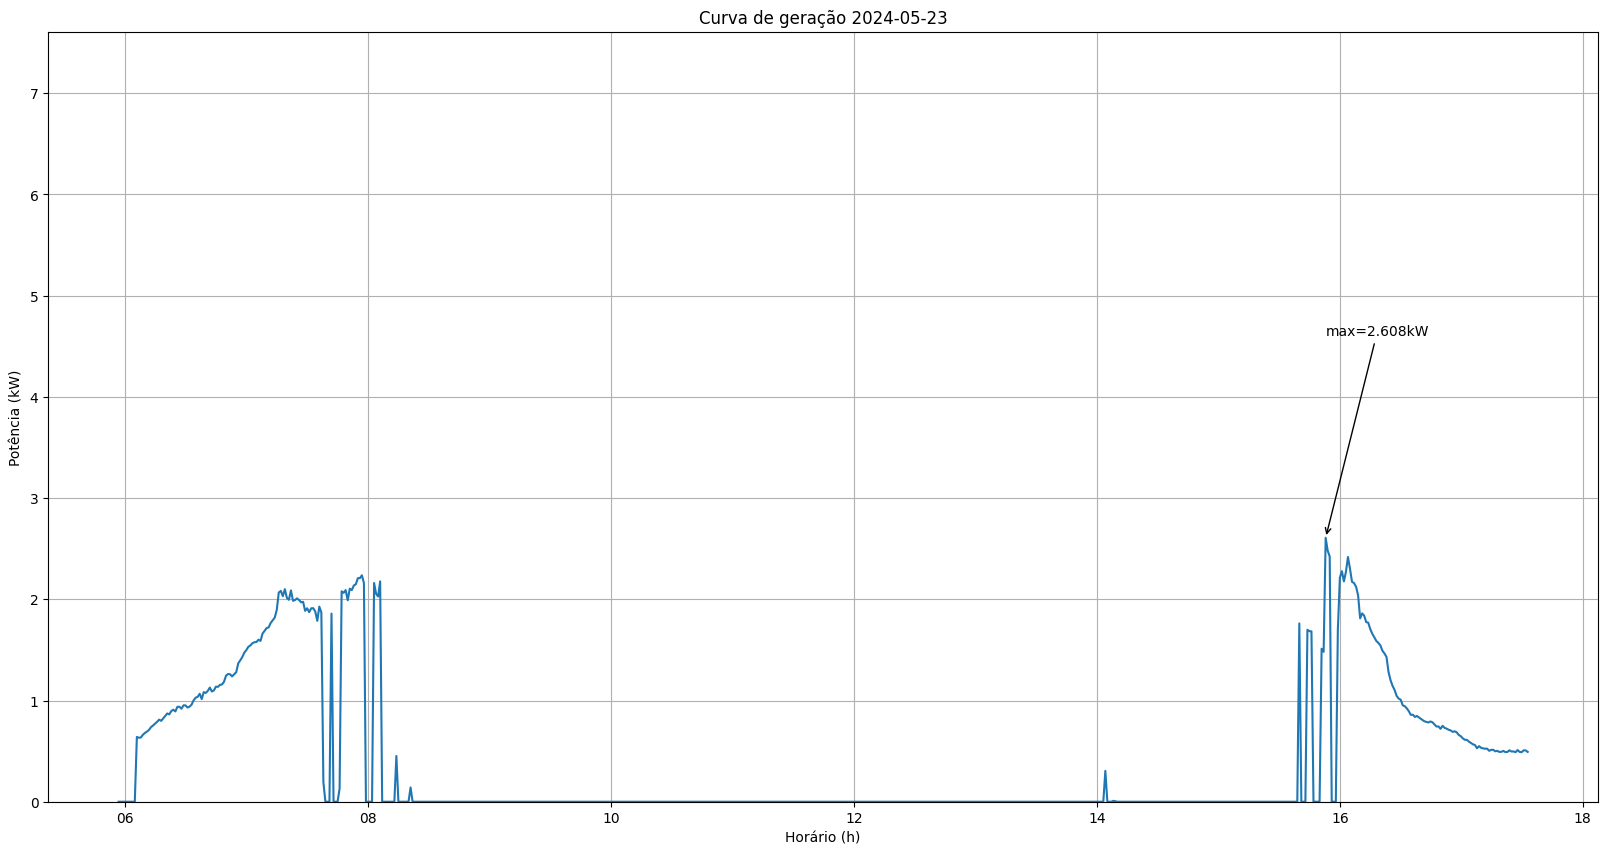 Curva de geração 2024-05-23
Potência (kW)
7
6
5
4
3
2
1
0
max=2.608kW
06 08 10 12 14 16 18
Horário (h)